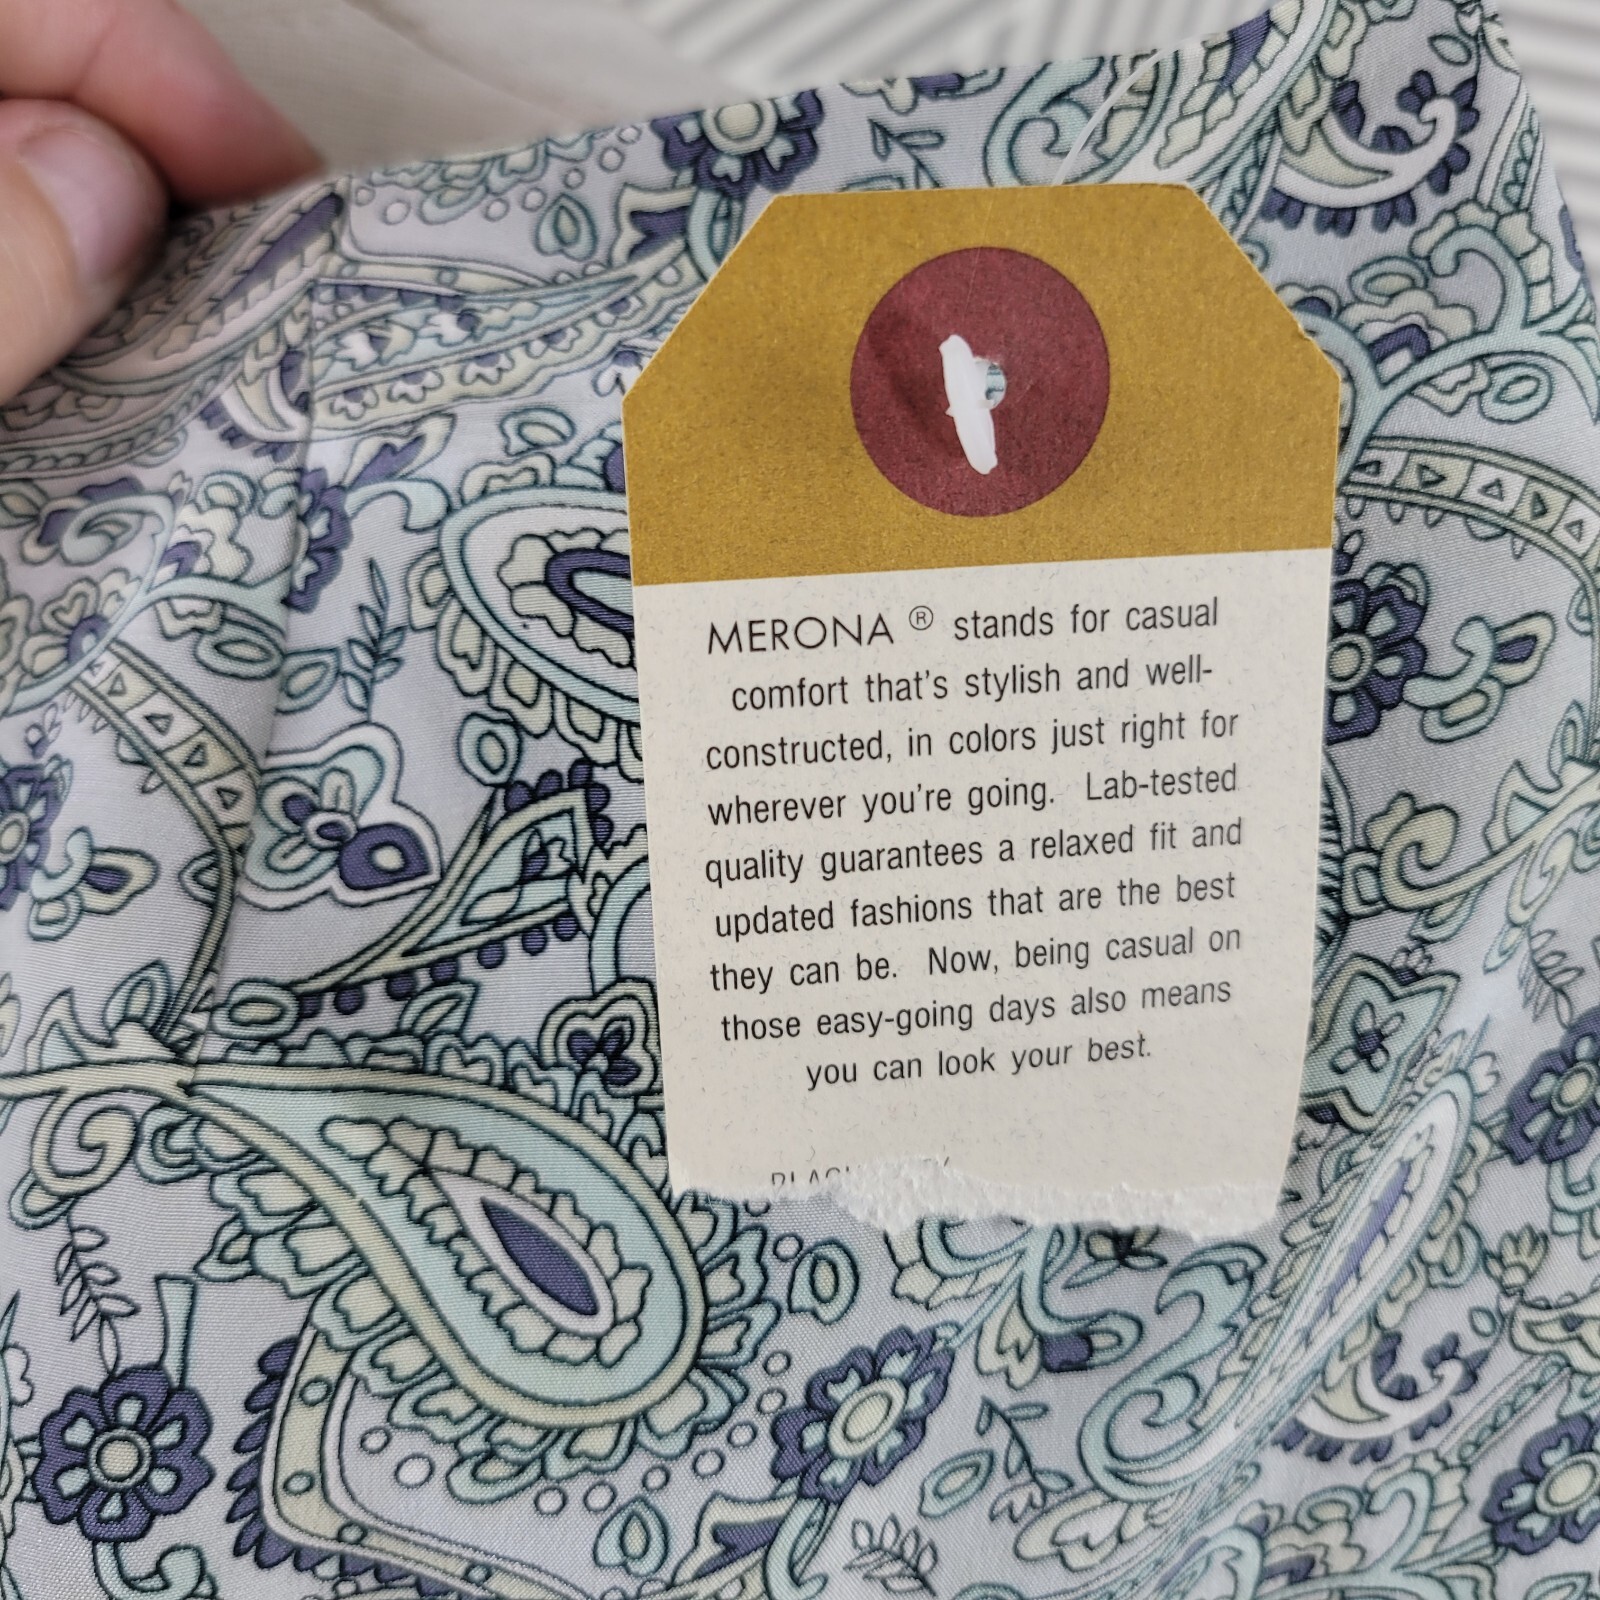 MERONA ® stands for casual
comfort that's stylish and well-
constructed, in colors just right for
wherever you're going. Lab-tested
quality guarantees a relaxed fit and
updated fashions that are the best
they can be. Now, being casual on
those easy-going days also means
you can look your best.